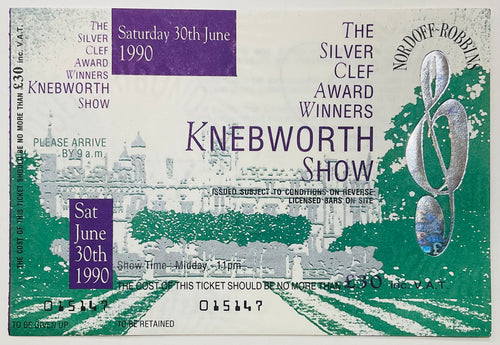 THE COST OF THIS TICKET SHOULD BE NO MORE THAN £30 inc. V.A.T.
THE
SILVER
CLEF
AWARD
WINNERS
KNEBWORTH
SHOW
PLEASE ARRIVE
BY 9 a.m.
Sat
June
30th
1990
015147
TO BE GIVEN UP
Saturday 30th June
1990
THE
SILVER
CLEF
AWARD
WINNERS
KNEBWORTH
SHOW
ISSUED SUBJECT TO CONDITIONS ON REVERSE
LICENSED BARS ON SITE
NORDOFF-ROBBINS
Show Time : Midday - 11pm
THE COST OF THIS TICKET SHOULD BE NO MORE THAN £30 inc. V.A.T.
015147
TO BE RETAINED